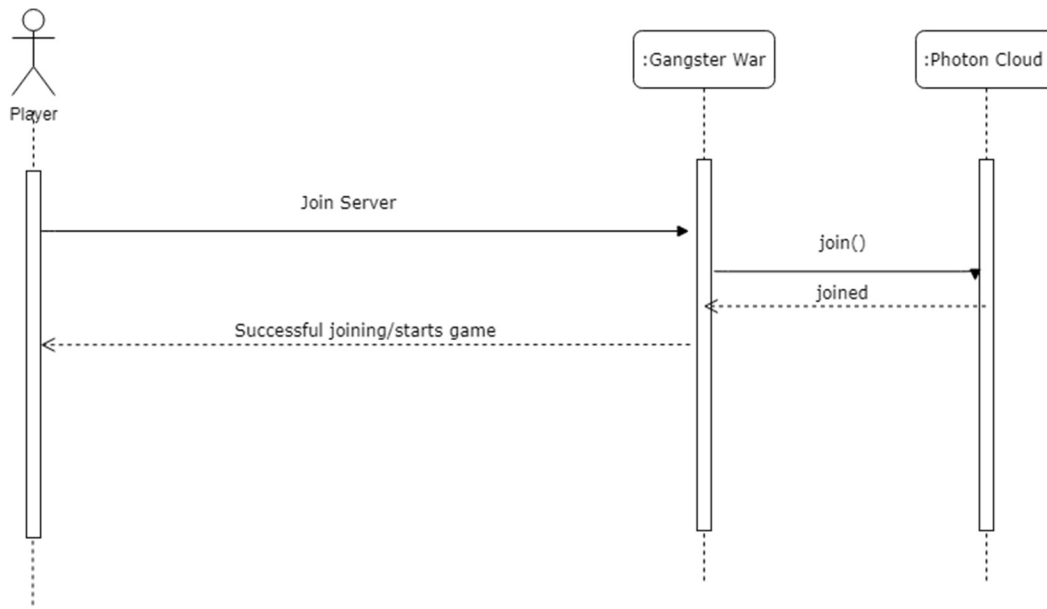 Player
:Gangster War
:Photon Cloud
Join Server
join()
joined
Successful joining/starts game